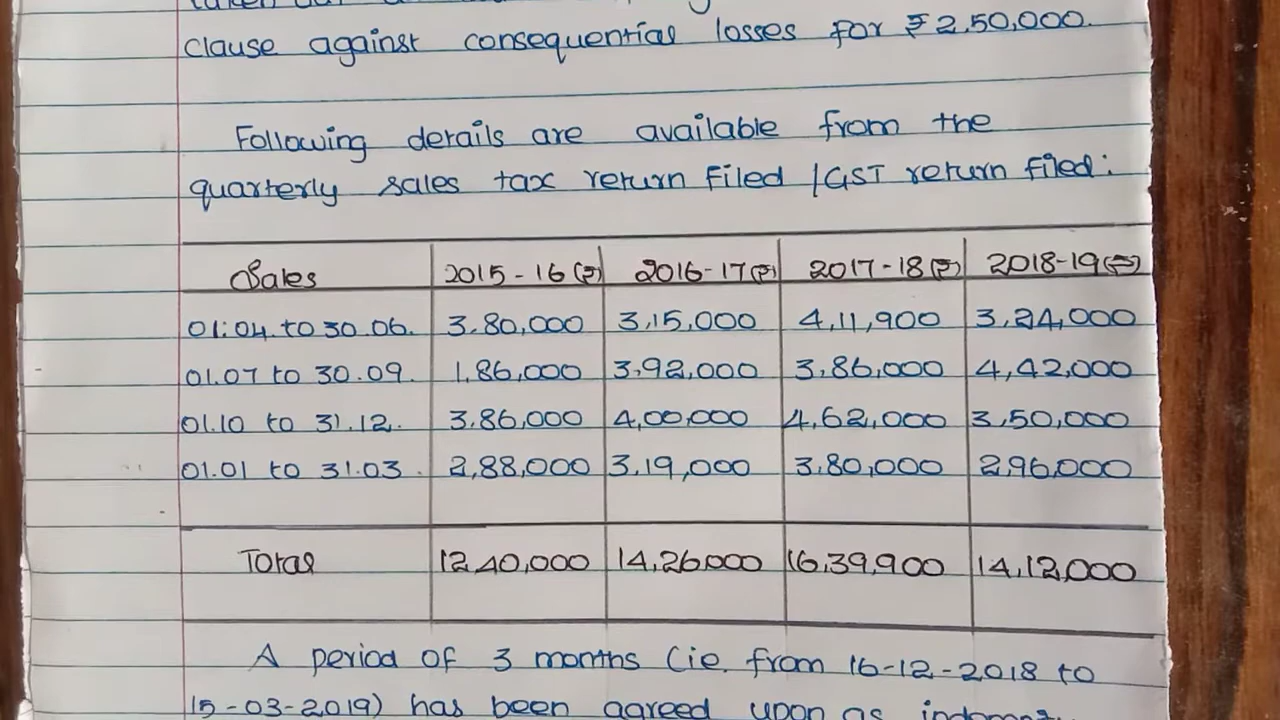 clause against consequential losses for ₹ 2,50,000.
Following details are available from the
quarterly sales tax return filed / GST return filed:
Sales 2015-16 (₹) 2016-17 (₹) 2017-18 (₹) 2018-19 (₹)
01.04 to 30.06. 3,80,000 3,15,000 4,11,900 3,24,000
01.07 to 30.09. 1,86,000 3,92,000 3,86,000 4,42,000
01.10 to 31.12. 3,86,000 4,00,000 4,62,000 3,50,000
01.01 to 31.03. 2,88,000 3,19,000 3,80,000 2,96,000
Total 12,40,000 14,26,000 16,39,900 14,12,000
A period of 3 months (ie. from 16-12-2018 to
15-03-2019) has been agreed upon as